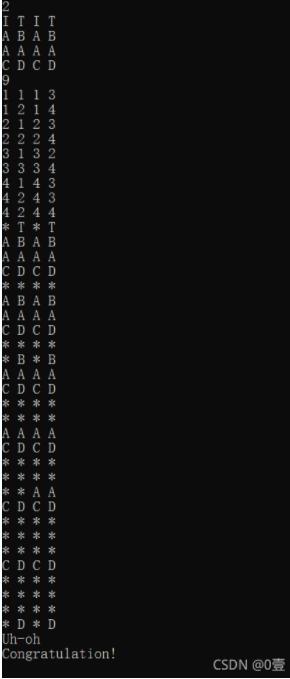 2
I T I T
A B A B
A A A A
C D C D
9
1 1 1 3
1 2 1 4
2 1 2 3
2 2 2 4
3 1 3 2
3 3 3 4
4 1 4 3
4 2 4 3
4 2 4 4
* T * T
A B A B
A A A A
C D C D
* * * *
A B A B
A A A A
C D C D
* * * *
* B * B
A A A A
C D C D
* * * *
* * * *
A A A A
C D C D
* * * *
* * * *
* * A A
C D C D
* * * *
* * * *
* * * *
C D C D
* * * *
* * * *
* * * *
* D * D
Uh-oh
Congratulation!
CSDN @0壹